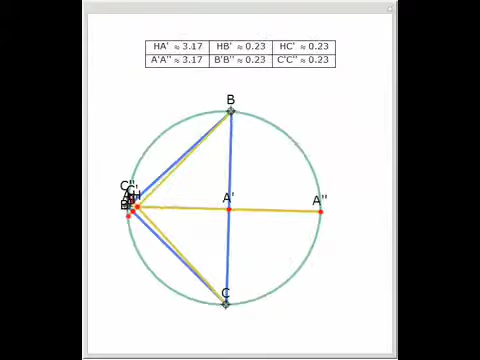 HA' ≈ 3.17 HB' ≈ 0.23 HC' ≈ 0.23
A'A'' ≈ 3.17 B'B'' ≈ 0.23 C'C'' ≈ 0.23
B
C''
A' A''
C